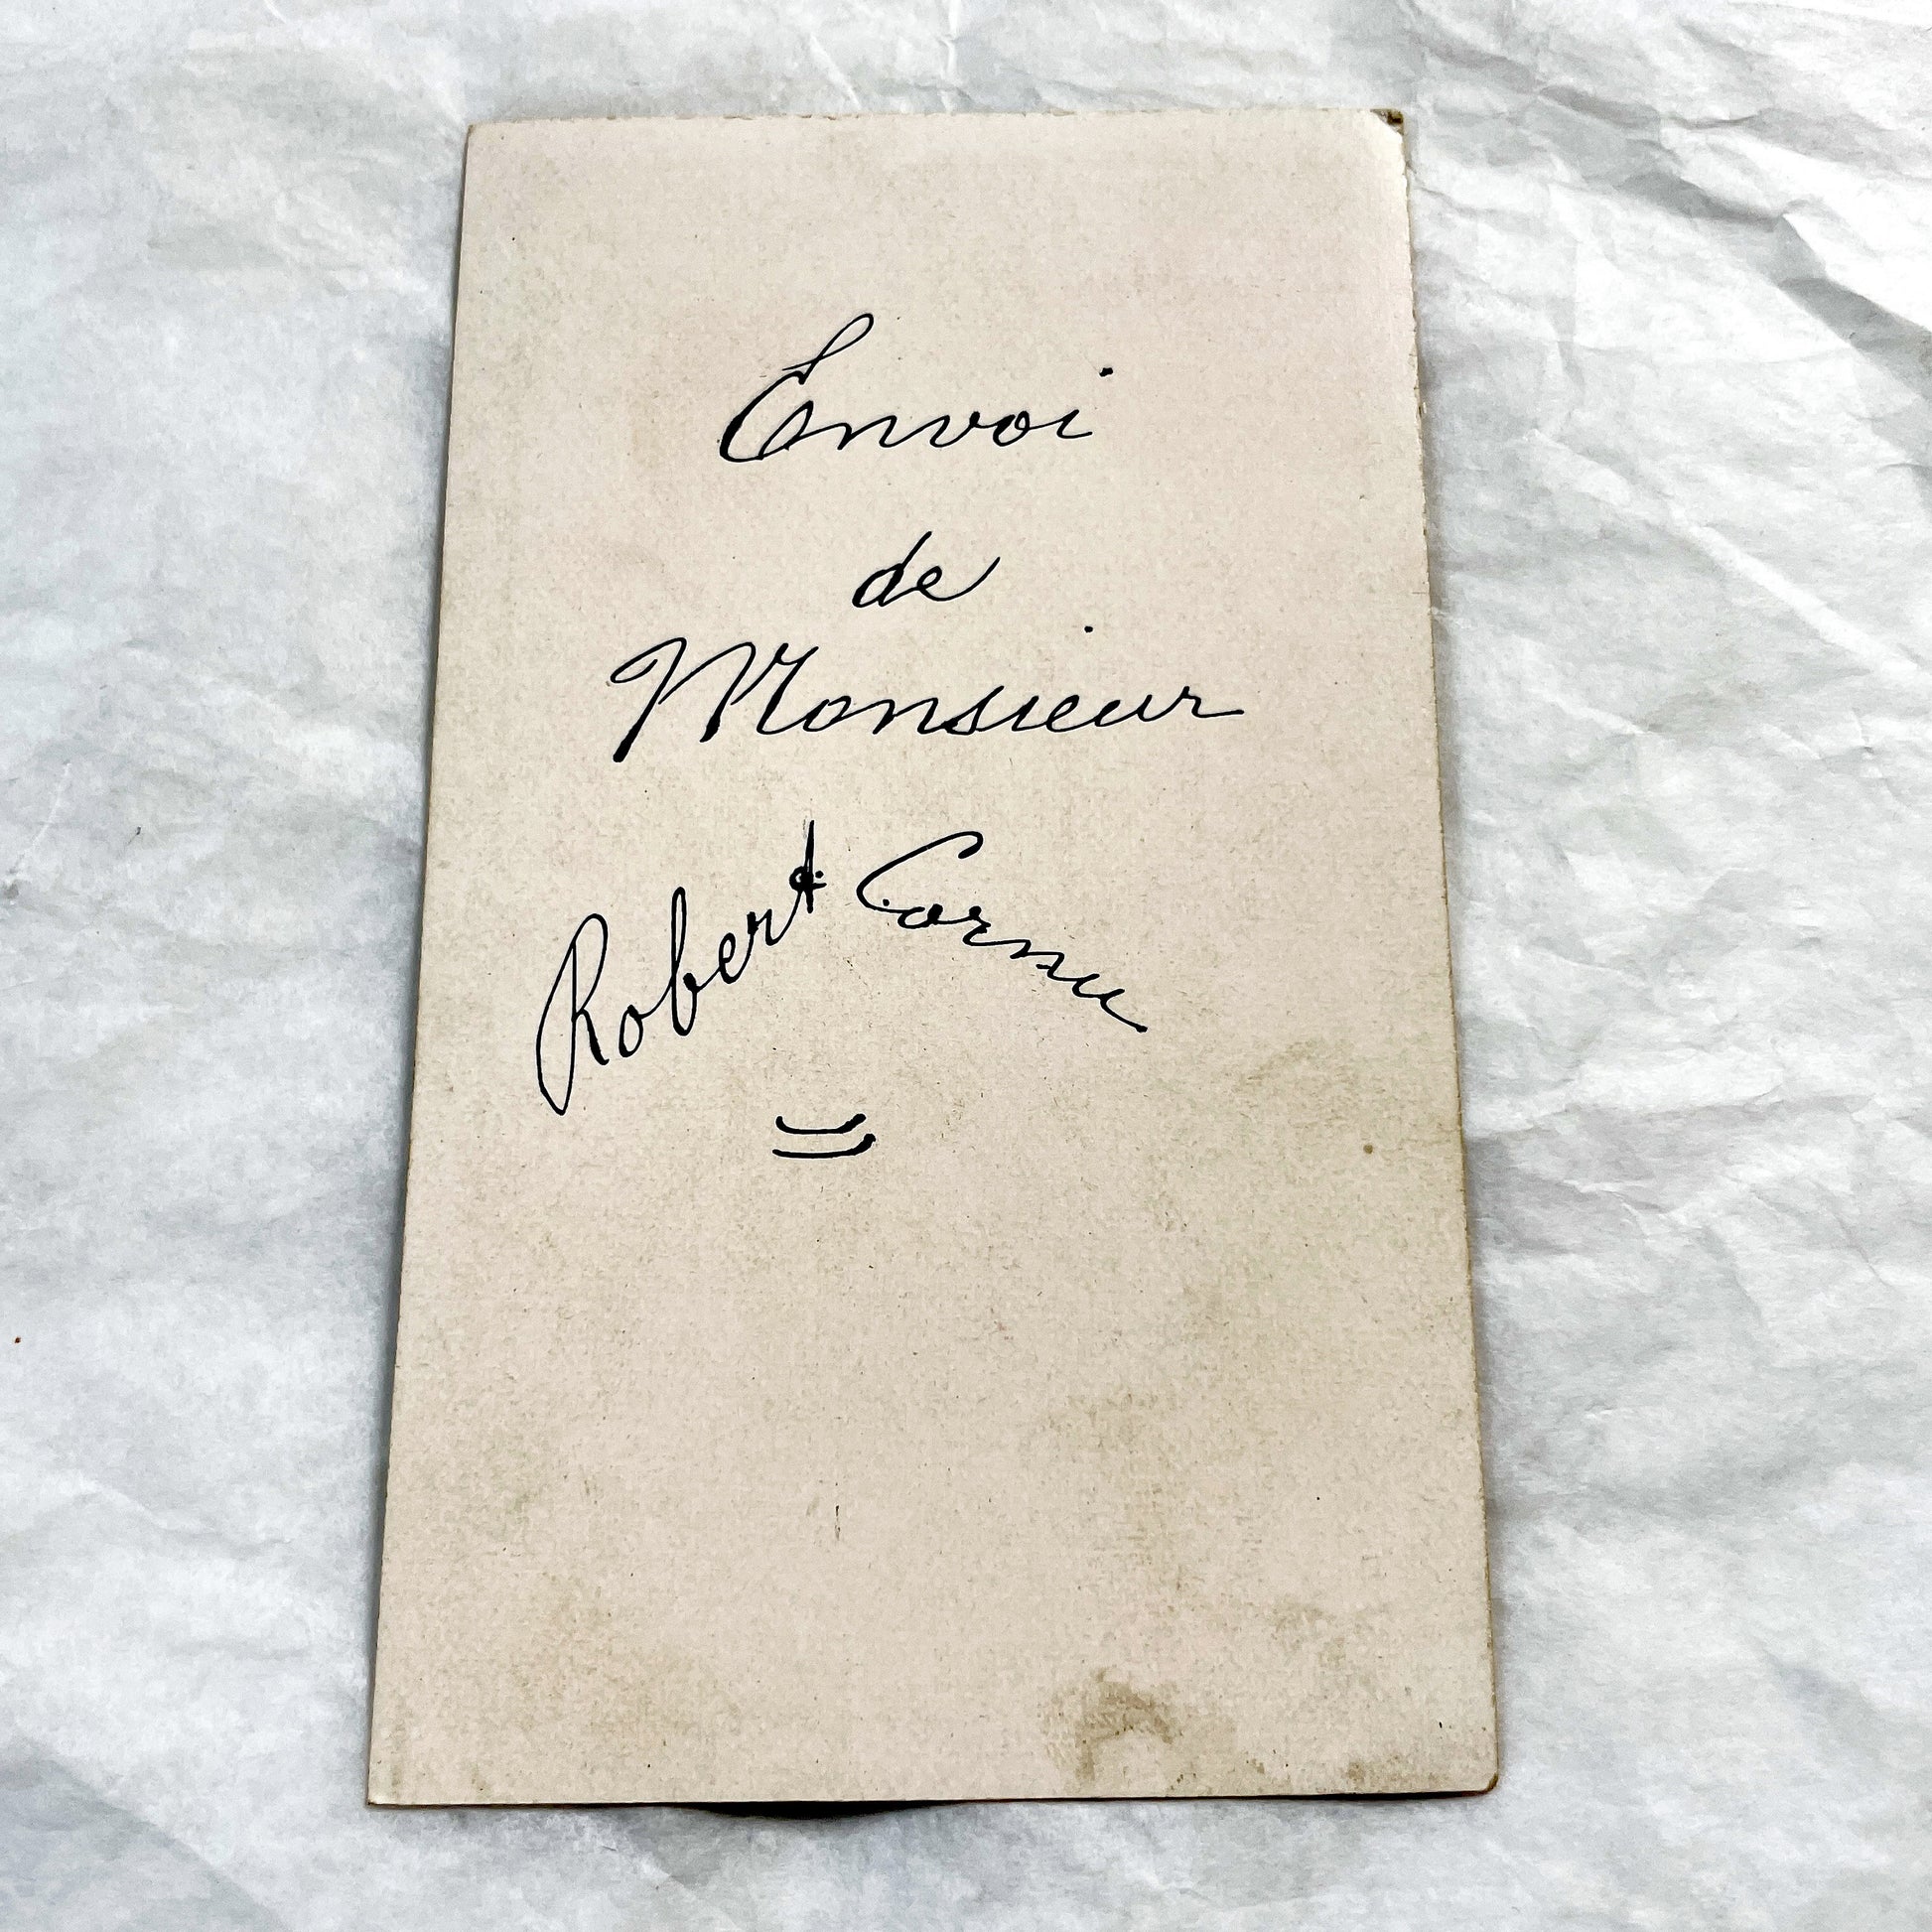 Envoi
de
Monsieur
Robert Cornu